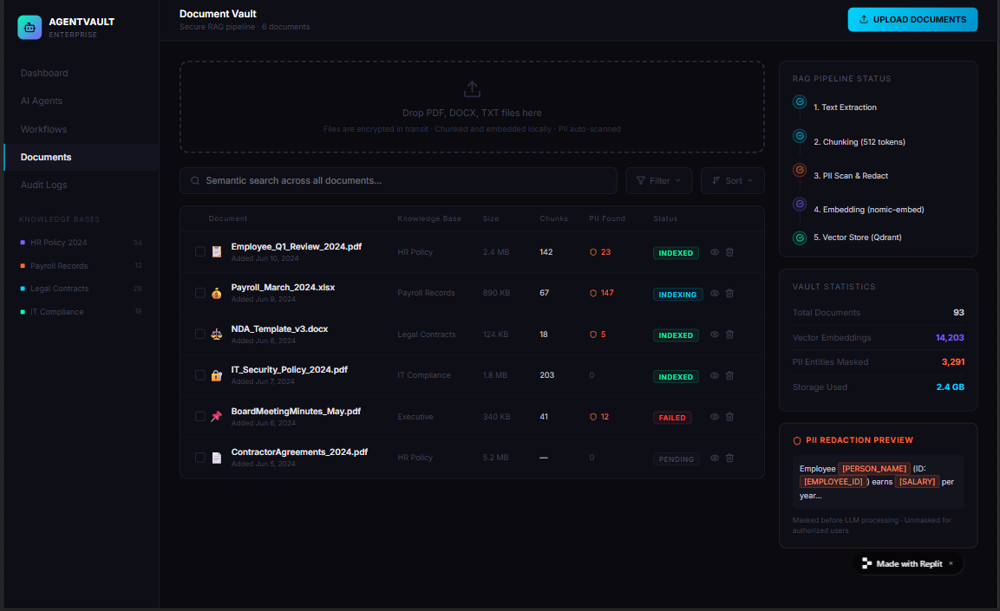 AGENTVAULT
ENTERPRISE
Dashboard
AI Agents
Workflows
Documents
Audit Logs
KNOWLEDGE BASES
HR Policy 2024 34
Payroll Records 12
Legal Contracts 28
IT Compliance 19
Document Vault
Secure RAG pipeline · 6 documents
UPLOAD DOCUMENTS
Drop PDF, DOCX, TXT files here
Files are encrypted in transit · Chunked and embedded locally · PII auto-scanned
Semantic search across all documents...
Filter
Sort
Document Knowledge Base Size Chunks PII Found Status
Employee_Q1_Review_2024.pdf HR Policy 2.4 MB 142 23 INDEXED
Added Jun 10, 2024
Payroll_March_2024.xlsx Payroll Records 890 KB 67 147 INDEXING
Added Jun 9, 2024
NDA_Template_v3.docx Legal Contracts 124 KB 18 5 INDEXED
Added Jun 8, 2024
IT_Security_Policy_2024.pdf IT Compliance 1.8 MB 203 0 INDEXED
Added Jun 7, 2024
BoardMeetingMinutes_May.pdf Executive 340 KB 41 12 FAILED
Added Jun 6, 2024
ContractorAgreements_2024.pdf HR Policy 5.2 MB — 0 PENDING
Added Jun 5, 2024
RAG PIPELINE STATUS
1. Text Extraction
2. Chunking (512 tokens)
3. PII Scan & Redact
4. Embedding (nomic-embed)
5. Vector Store (Qdrant)
VAULT STATISTICS
Total Documents 93
Vector Embeddings 14,203
PII Entities Masked 3,291
Storage Used 2.4 GB
PII REDACTION PREVIEW
Employee [PERSON_NAME] (ID:
[EMPLOYEE_ID]) earns [SALARY] per
year...
Masked before LLM processing · Unmasked for
authorized users
Made with Replit ×